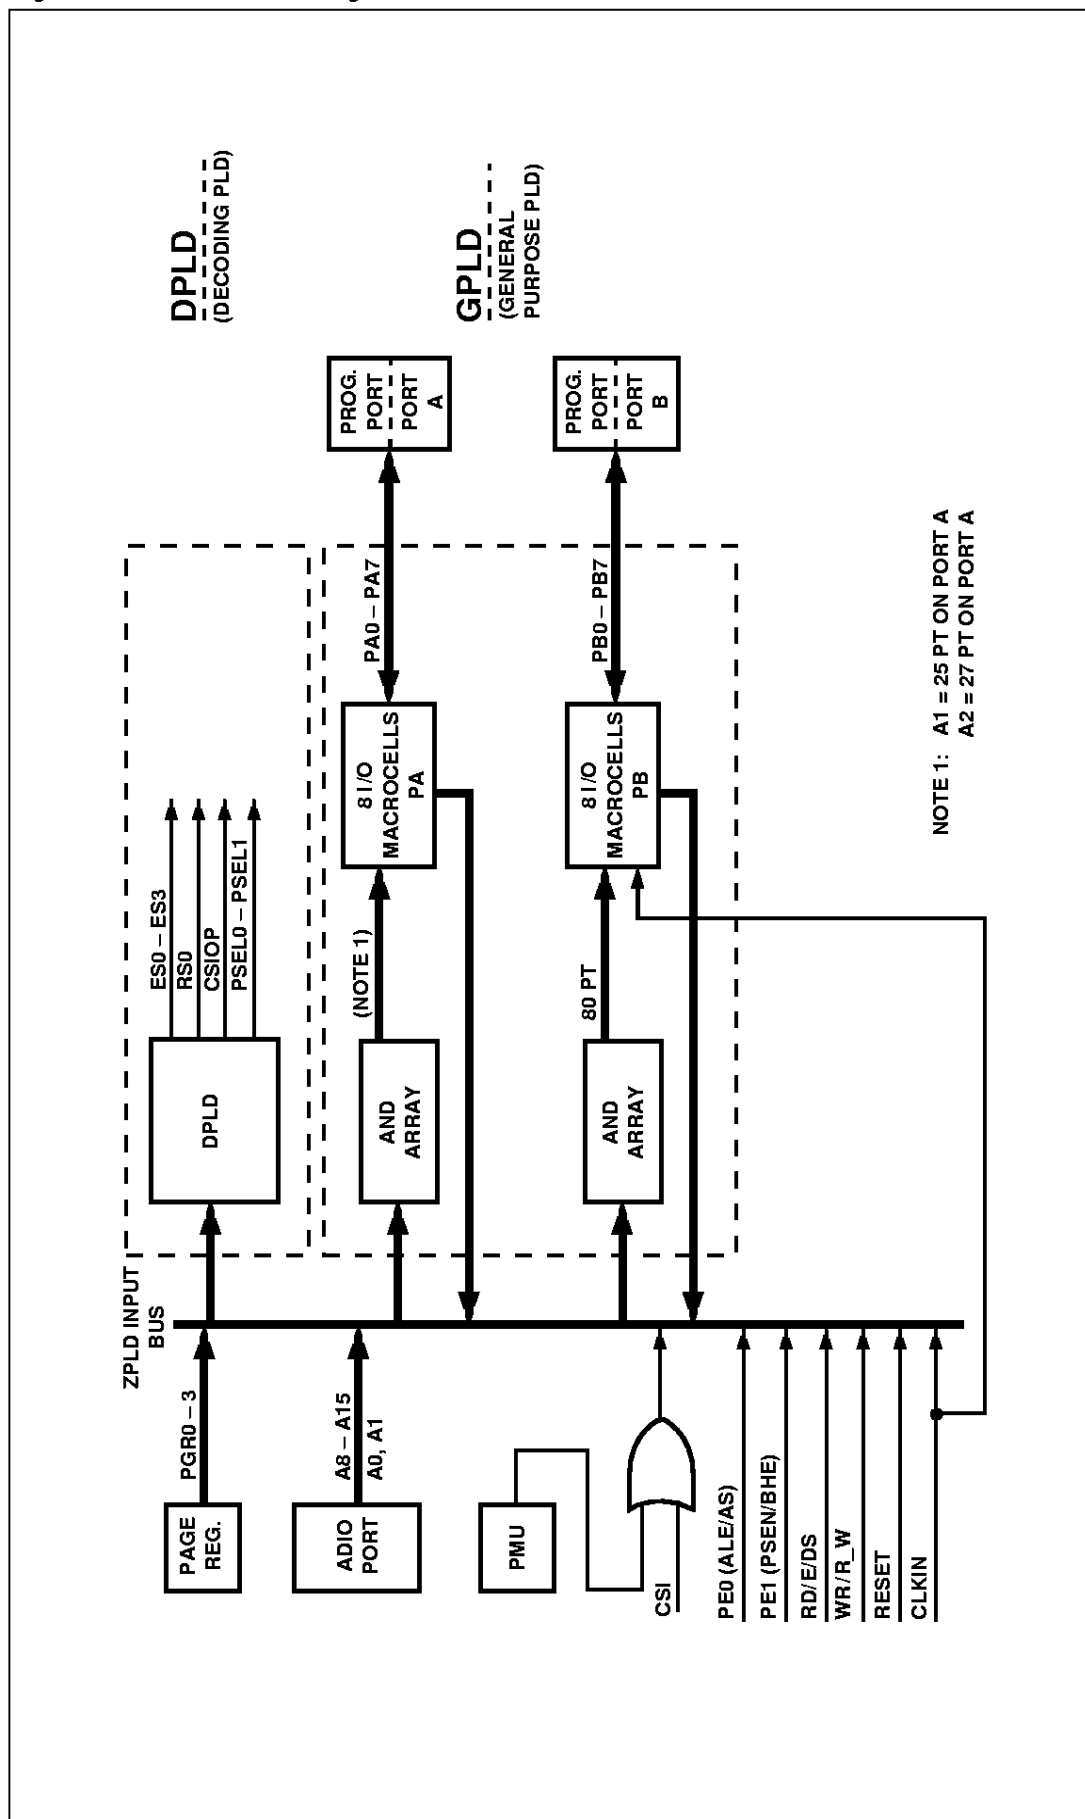 DPLD
(DECODING PLD)
GPLD
(GENERAL
PURPOSE PLD)
PROG.
PORT
PORT
A
PROG.
PORT
PORT
B
PA0 – PA7
PB0 – PB7
8 I/O
MACROCELLS
PA
8 I/O
MACROCELLS
PB
ES0 – ES3
RS0
CSIOP
PSEL0 – PSEL1
(NOTE 1)
80 PT
DPLD
AND
ARRAY
AND
ARRAY
ZPLD INPUT
BUS
PGR0 – 3
A8 – A15
A0, A1
PAGE
REG.
ADIO
PORT
PMU
CSI
PE0 (ALE/AS)
PE1 (PSEN/BHE)
RD/E/DS
WR/R_W
RESET
CLKIN
NOTE 1: A1 = 25 PT ON PORT A
A2 = 27 PT ON PORT A